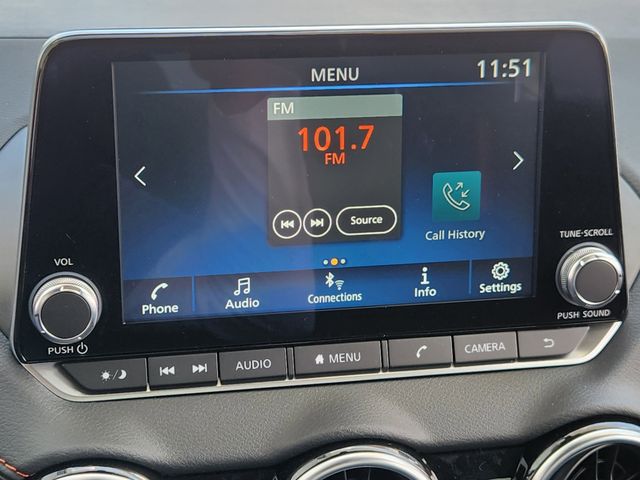 MENU
11:51
FM
101.7
FM
Source
Call History
Phone
Audio
Connections
Info
Settings
VOL
PUSH
TUNE·SCROLL
PUSH SOUND
AUDIO
MENU
CAMERA